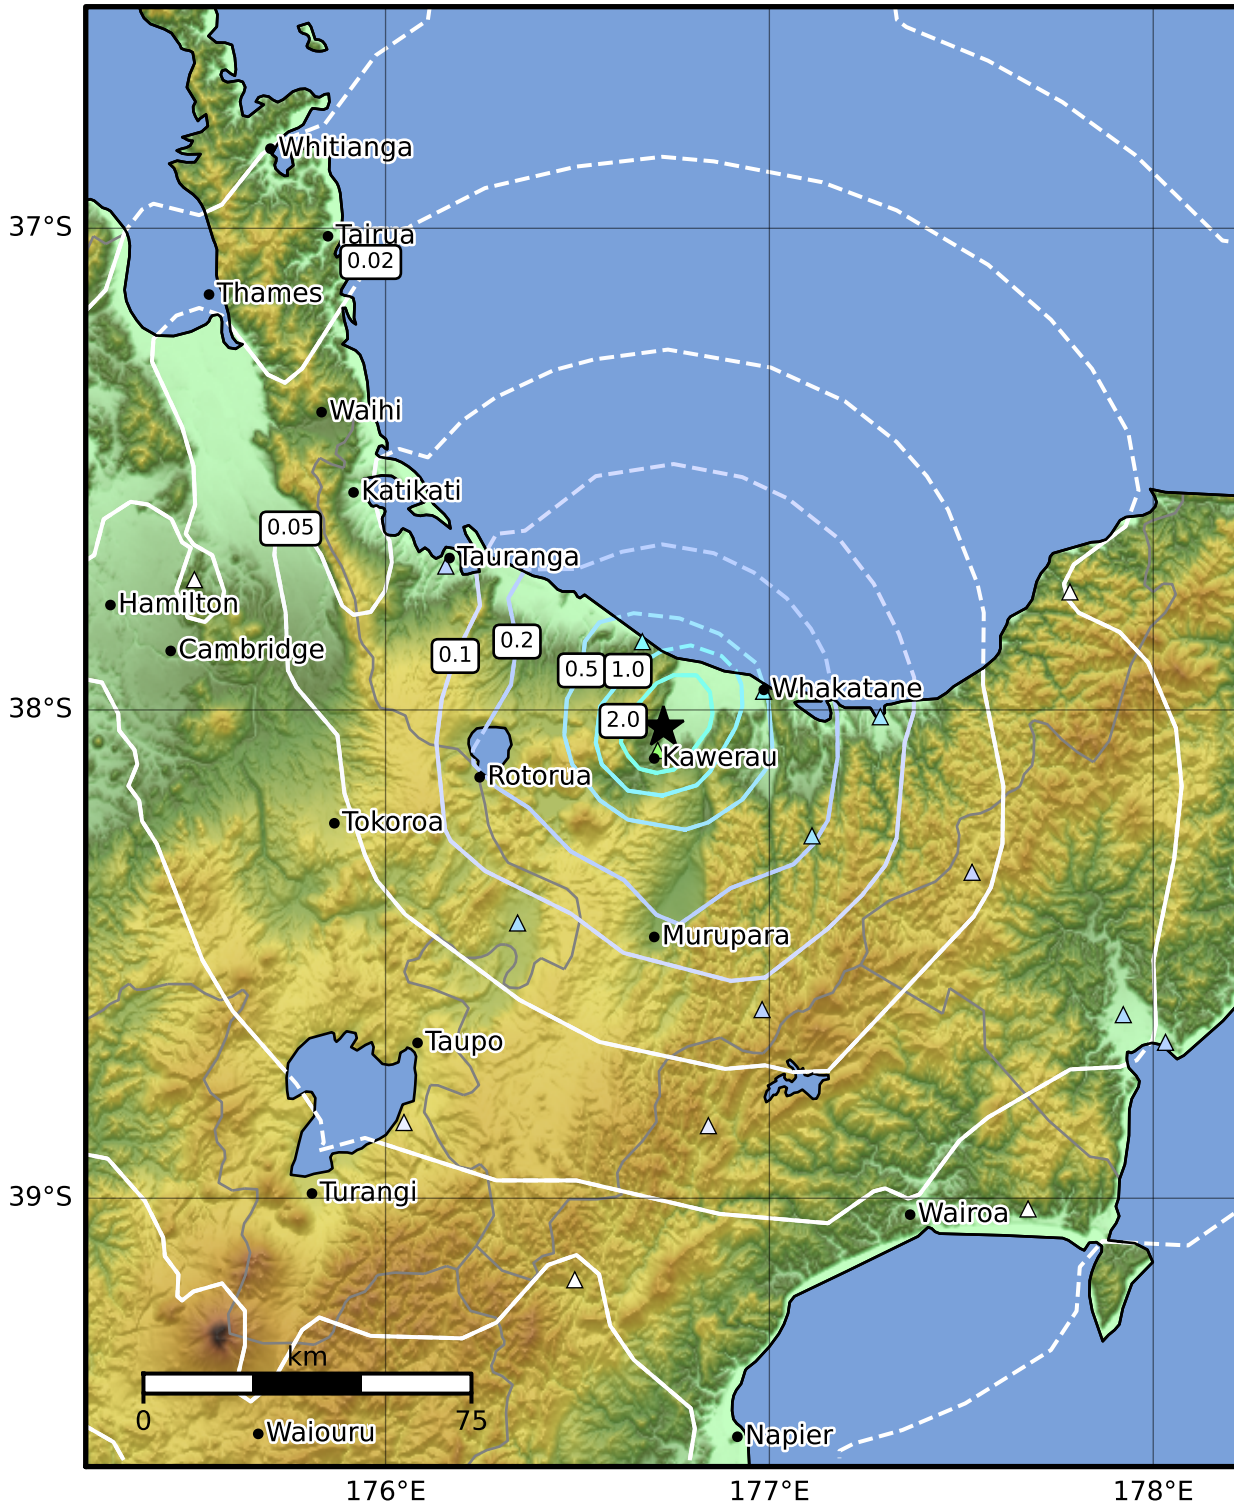 Whitianga
37°S
Tairua
0.02
Thames
Waihi
Katikati
0.05
Tauranga
Hamilton
Cambridge
0.1
0.2
0.5
1.0
Whakatane
38°S
2.0
Kawerau
Rotorua
Tokoroa
Murupara
Taupo
39°S
Turangi
Wairoa
km
0
75
Waiouru
Napier
176°E
177°E
178°E